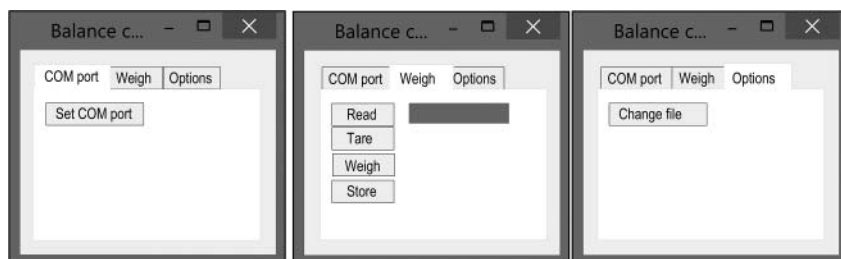 Balance c...
COM port Weigh Options
Set COM port
Balance c...
COM port Weigh Options
Read
Tare
Weigh
Store
Balance c...
COM port Weigh Options
Change file